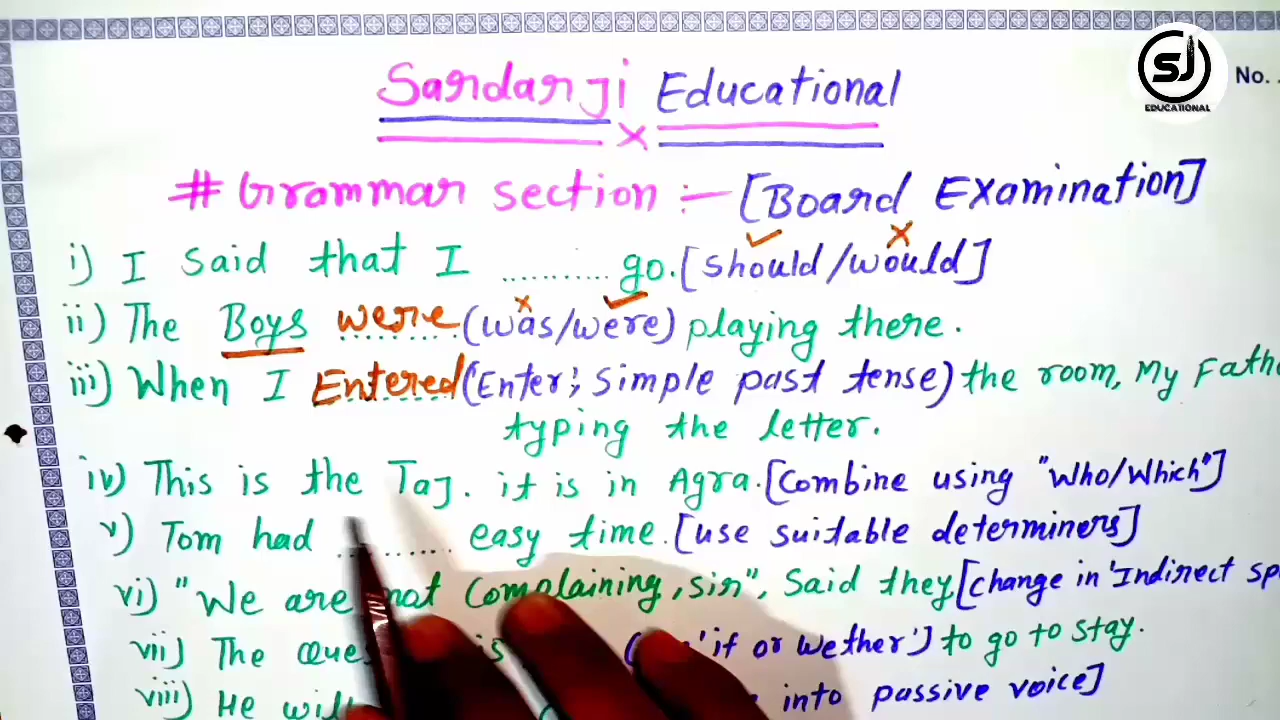 SJ
EDUCATIONAL
No.
Sardar Ji Educational
# Grammar section :- [Board Examination]
i) I said that I .......... go. [should/would]
ii) The Boys were (was/were) playing there.
iii) When I Entered (Enter; simple past tense) the room, My Fathe
typing the letter.
iv) This is the Taj. it is in Agra. [Combine using "Who/Which"]
v) Tom had .......... easy time. [use suitable determiners]
vi) "We are not Complaining, sir", Said they [change in 'Indirect sp
vii) The is 'if or wether') to go to stay.
viii) He into passive voice]